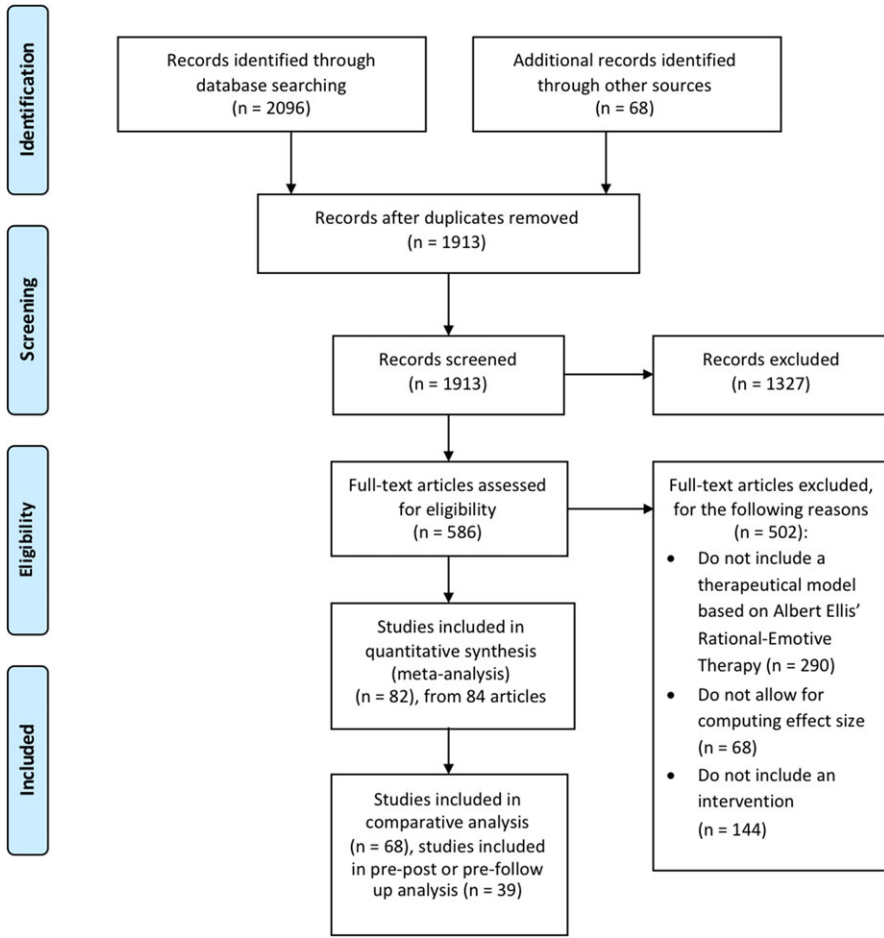 Identification
Records identified through
database searching
(n = 2096)
Additional records identified
through other sources
(n = 68)
Records after duplicates removed
(n = 1913)
Screening
Records screened
(n = 1913)
Records excluded
(n = 1327)
Eligibility
Full-text articles assessed
for eligibility
(n = 586)
Full-text articles excluded,
for the following reasons
(n = 502):
• Do not include a
therapeutical model
based on Albert Ellis’
Rational-Emotive
Therapy (n = 290)
• Do not allow for
computing effect size
(n = 68)
• Do not include an
intervention
(n = 144)
Studies included in
quantitative synthesis
(meta-analysis)
(n = 82), from 84 articles
Included
Studies included in
comparative analysis
(n = 68), studies included
in pre-post or pre-follow
up analysis (n = 39)